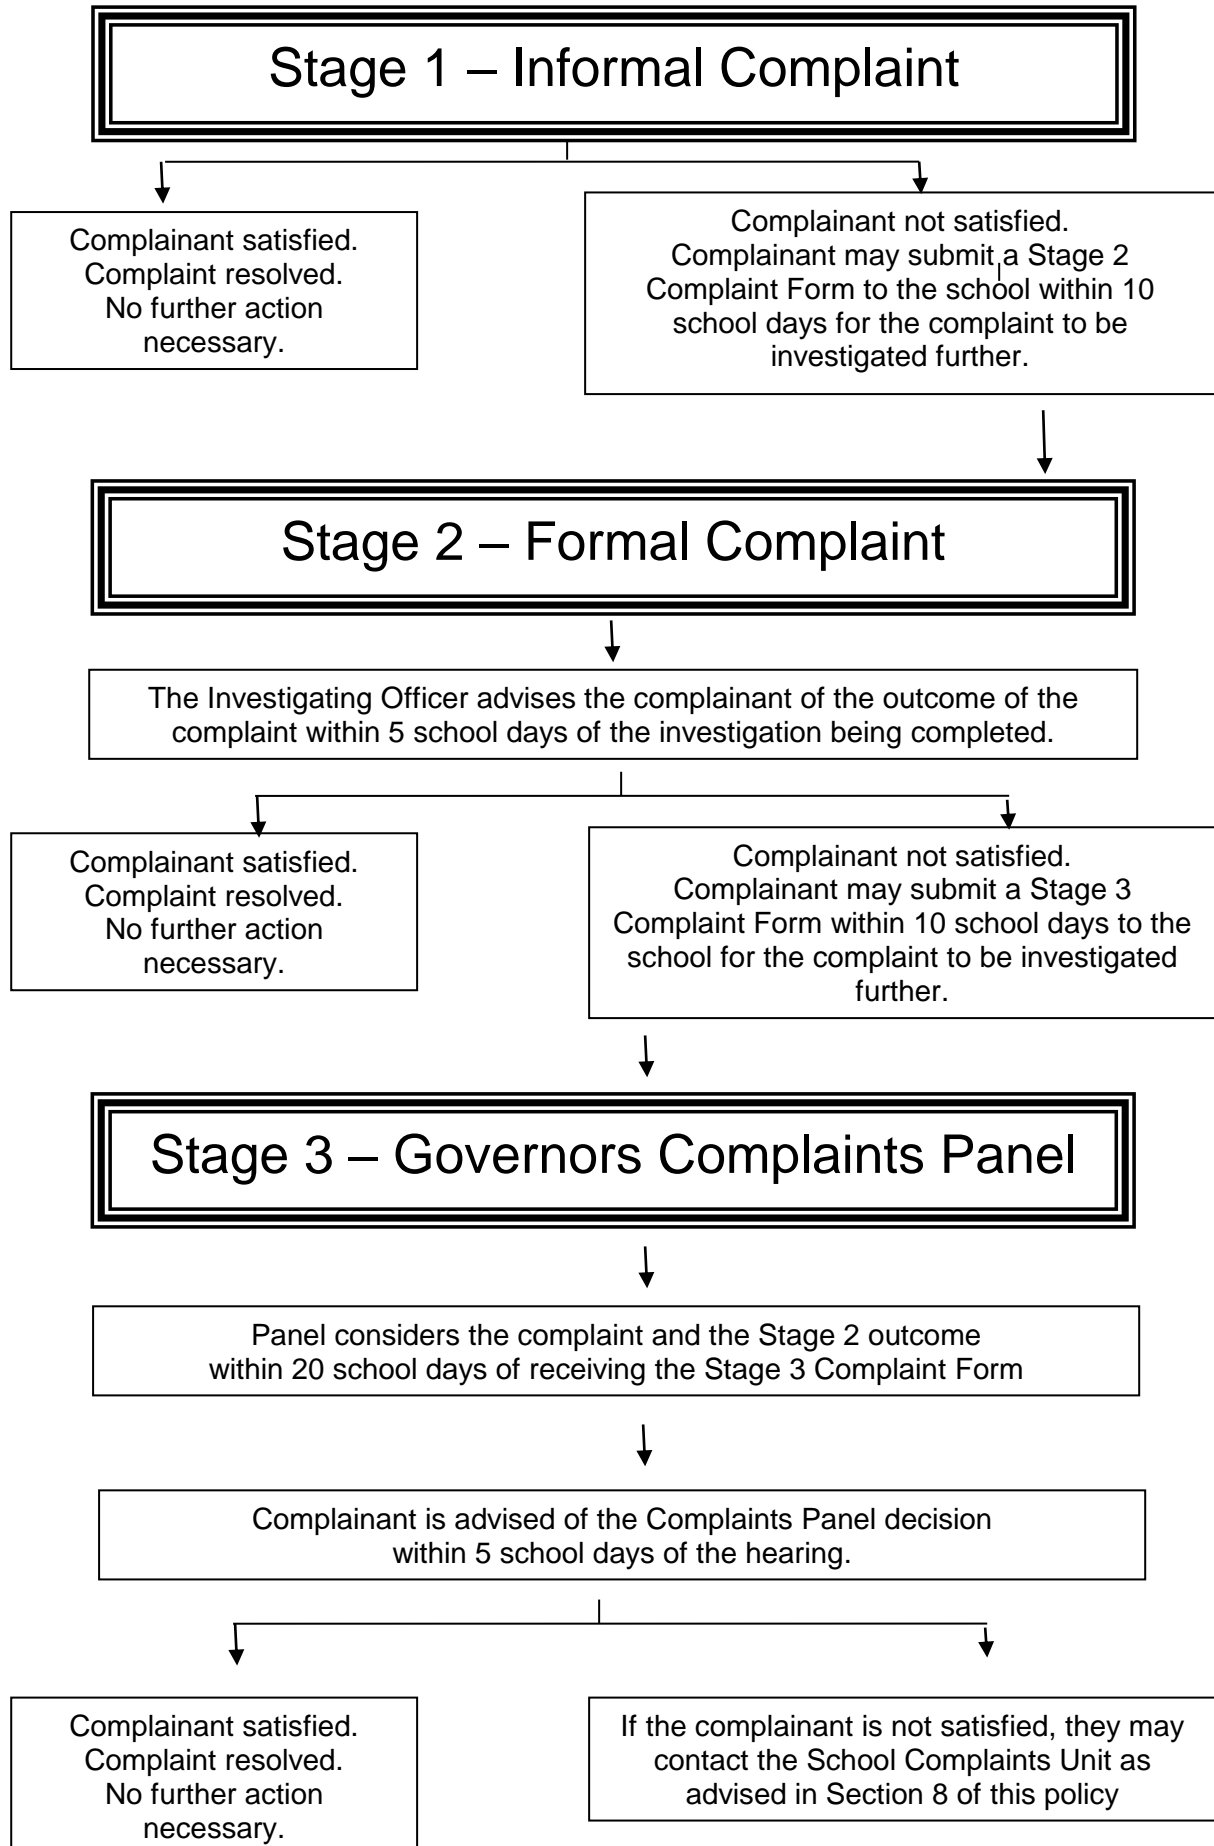 Stage 1 – Informal Complaint
Complainant satisfied.
Complaint resolved.
No further action
necessary.
Complainant not satisfied.
Complainant may submit a Stage 2
Complaint Form to the school within 10
school days for the complaint to be
investigated further.
Stage 2 – Formal Complaint
The Investigating Officer advises the complainant of the outcome of the
complaint within 5 school days of the investigation being completed.
Complainant satisfied.
Complaint resolved.
No further action
necessary.
Complainant not satisfied.
Complainant may submit a Stage 3
Complaint Form within 10 school days to the
school for the complaint to be investigated
further.
Stage 3 – Governors Complaints Panel
Panel considers the complaint and the Stage 2 outcome
within 20 school days of receiving the Stage 3 Complaint Form
Complainant is advised of the Complaints Panel decision
within 5 school days of the hearing.
Complainant satisfied.
Complaint resolved.
No further action
necessary.
If the complainant is not satisfied, they may
contact the School Complaints Unit as
advised in Section 8 of this policy